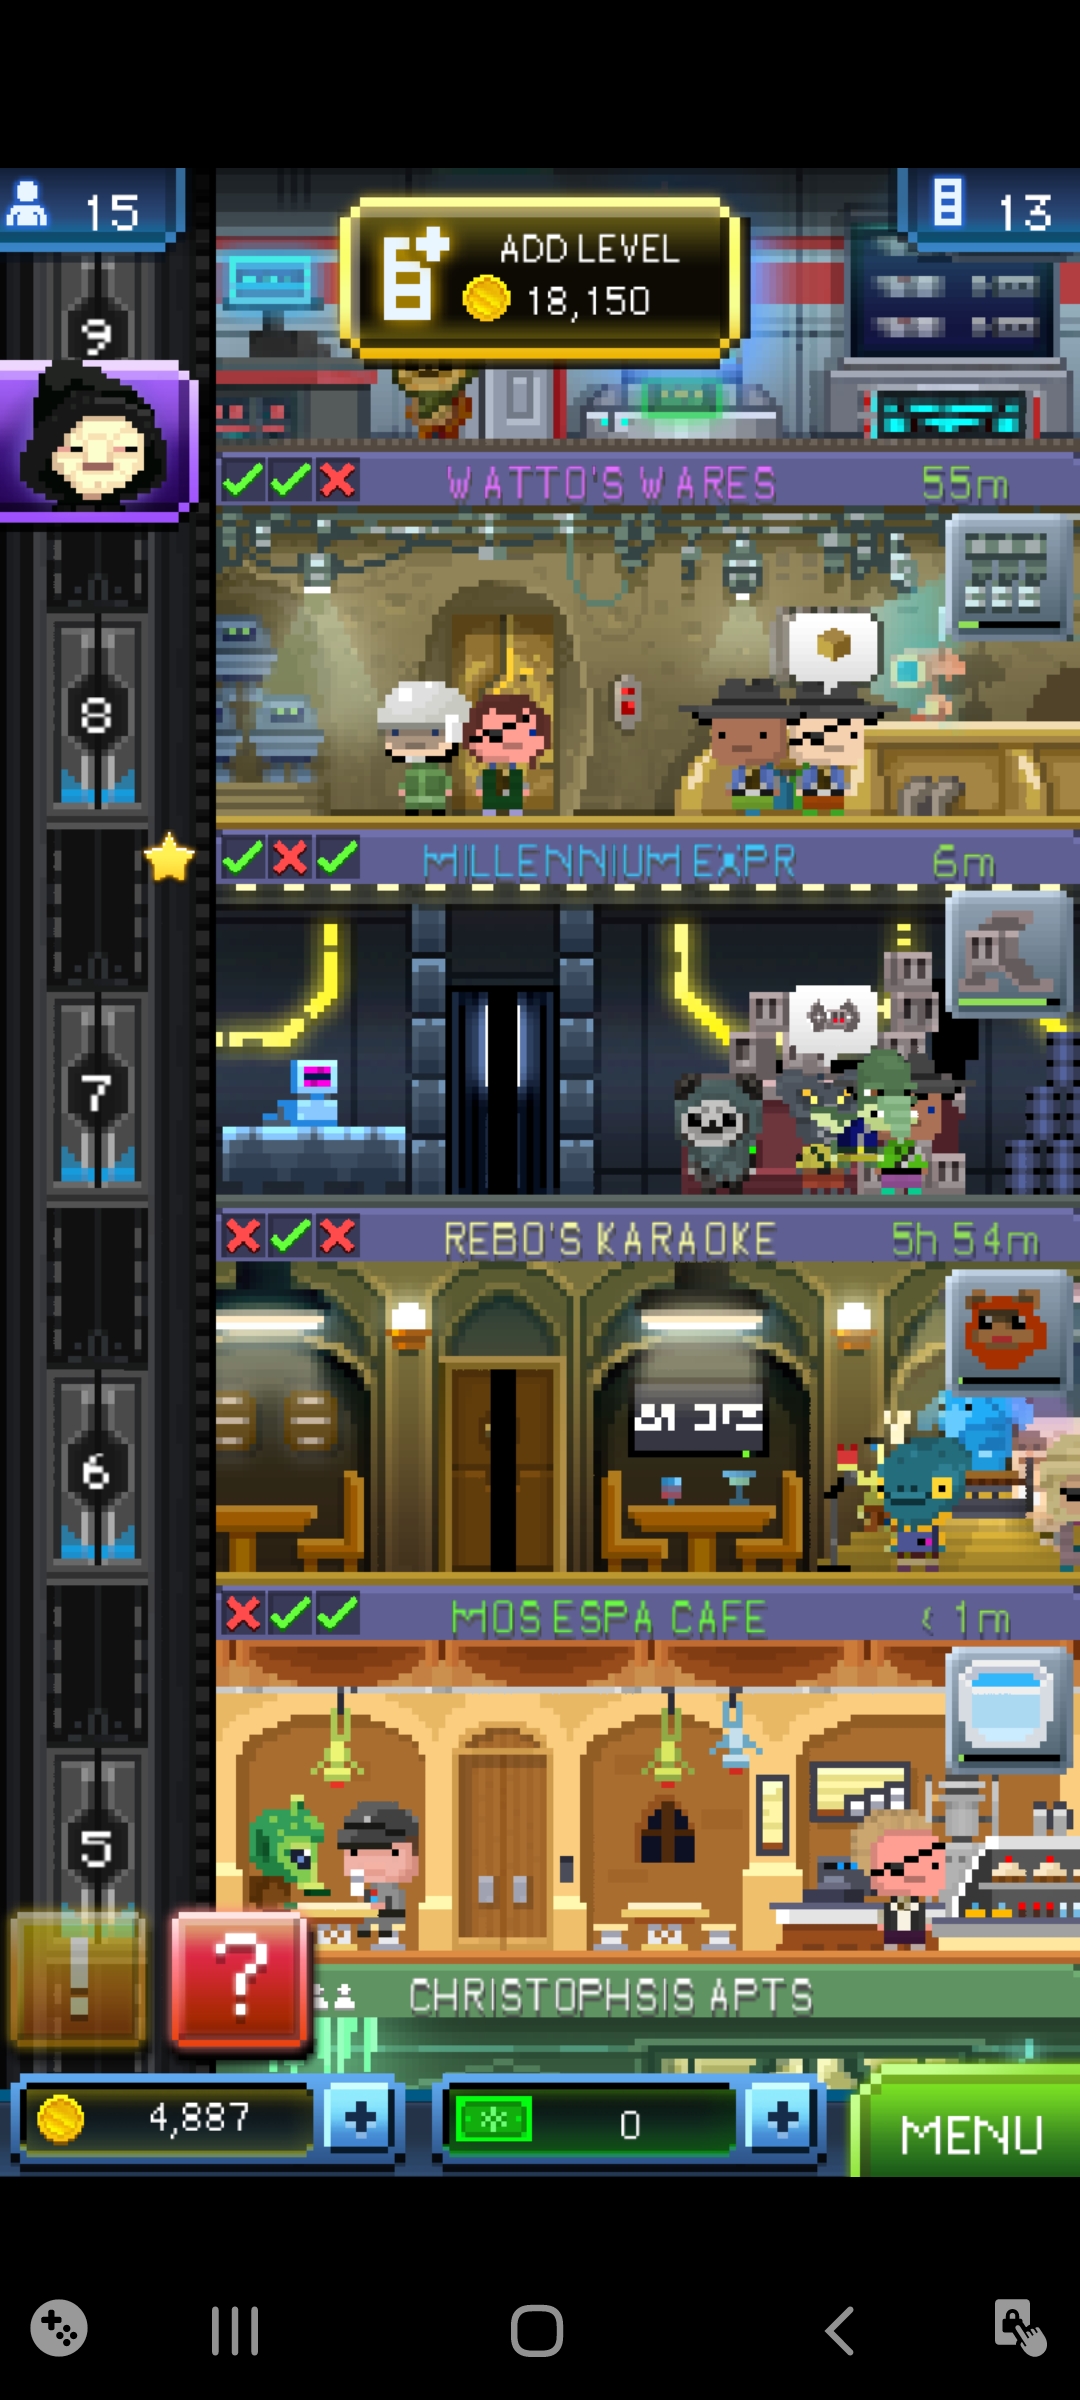 15
13
ADD LEVEL
18,150
9
WATTO'S WARES 55m
8
MILLENNIUM EXPR 6m
7
REBO'S KARAOKE 5h 54m
6
MOS ESPA CAFE < 1m
5
!
?
CHRISTOPHSIS APTS
4,887 +
0 +
MENU